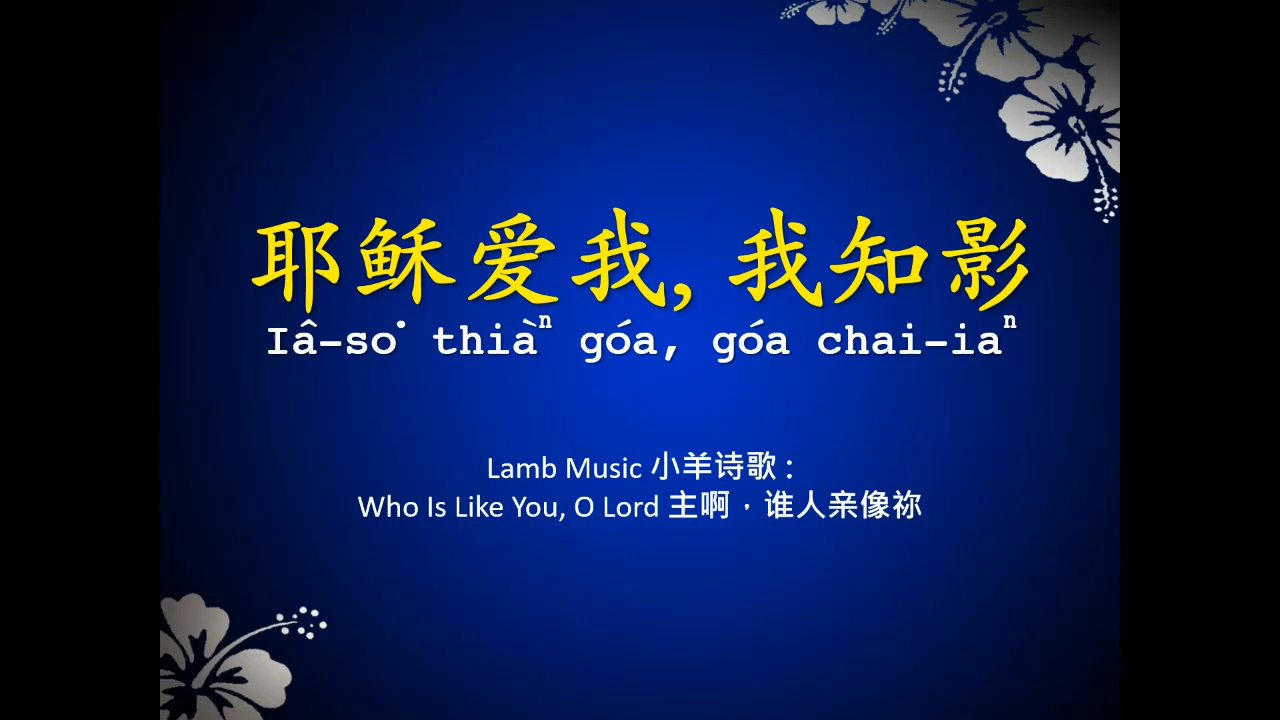 耶稣爱我, 我知影
Iâ-so͘ thiàⁿ góa, góa chai-iaⁿ
Lamb Music 小羊诗歌 :
Who Is Like You, O Lord 主啊，谁人亲像祢